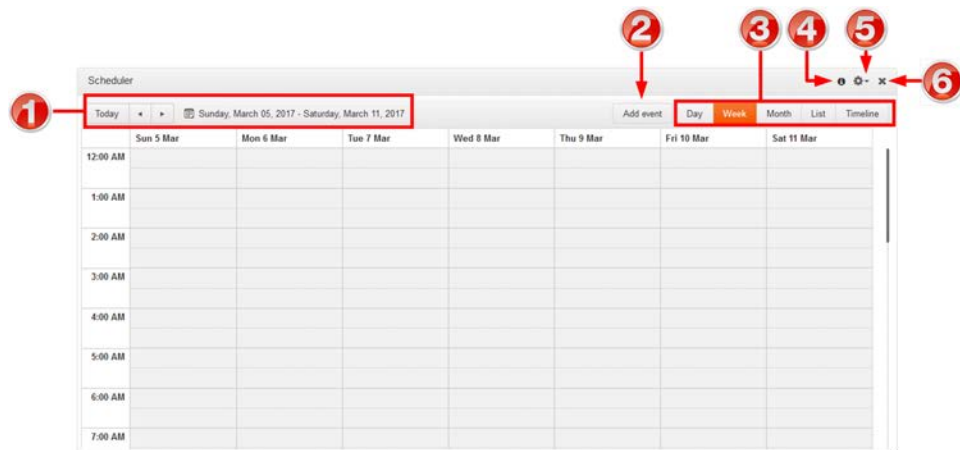 2 3 4 5
Scheduler
6
1
Today Sunday, March 05, 2017 - Saturday, March 11, 2017 Add event Day Week Month List Timeline
Sun 5 Mar Mon 6 Mar Tue 7 Mar Wed 8 Mar Thu 9 Mar Fri 10 Mar Sat 11 Mar
12:00 AM
1:00 AM
2:00 AM
3:00 AM
4:00 AM
5:00 AM
6:00 AM
7:00 AM